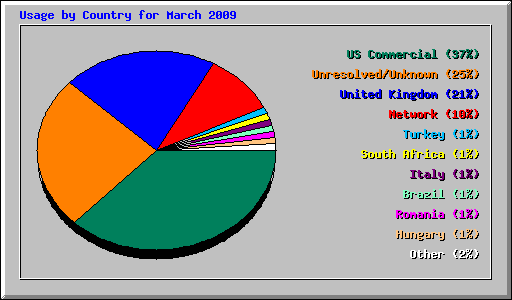 Usage by Country for March 2009
US Commercial (37%)
Unresolved/Unknown (25%)
United Kingdom (21%)
Network (10%)
Turkey (1%)
South Africa (1%)
Italy (1%)
Brazil (1%)
Romania (1%)
Hungary (1%)
Other (2%)